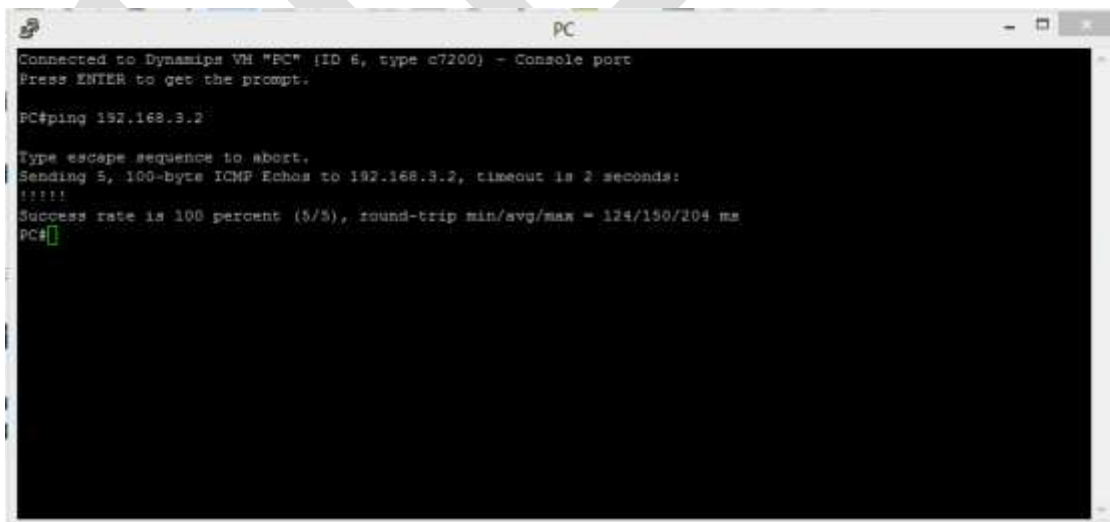 PC
Connected to Dynamips VM "PC" (ID 6, type c7200) - Console port
Press ENTER to get the prompt.
PC#ping 192.168.3.2
Type escape sequence to abort.
Sending 5, 100-byte ICMP Echos to 192.168.3.2, timeout is 2 seconds:
!!!!!
Success rate is 100 percent (5/5), round-trip min/avg/max = 124/150/204 ms
PC#